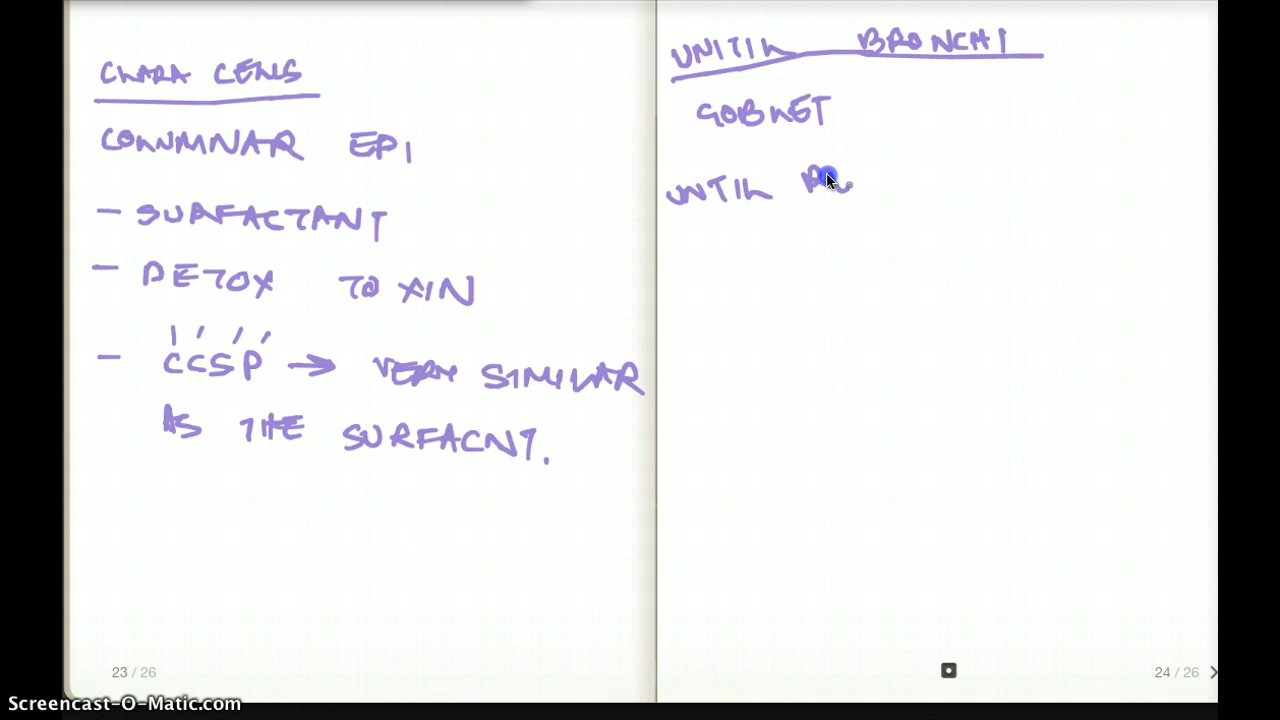 CLARA CELLS
COLUMNAR EPI
- SURFACTANT
- DETOX TOXIN
- CCSP → VERY SIMILAR
AS THE SURFACNT.
23 / 26
UNITIL BRONCHI
GOBLET
UNTIL
24 / 26
Screencast-O-Matic.com